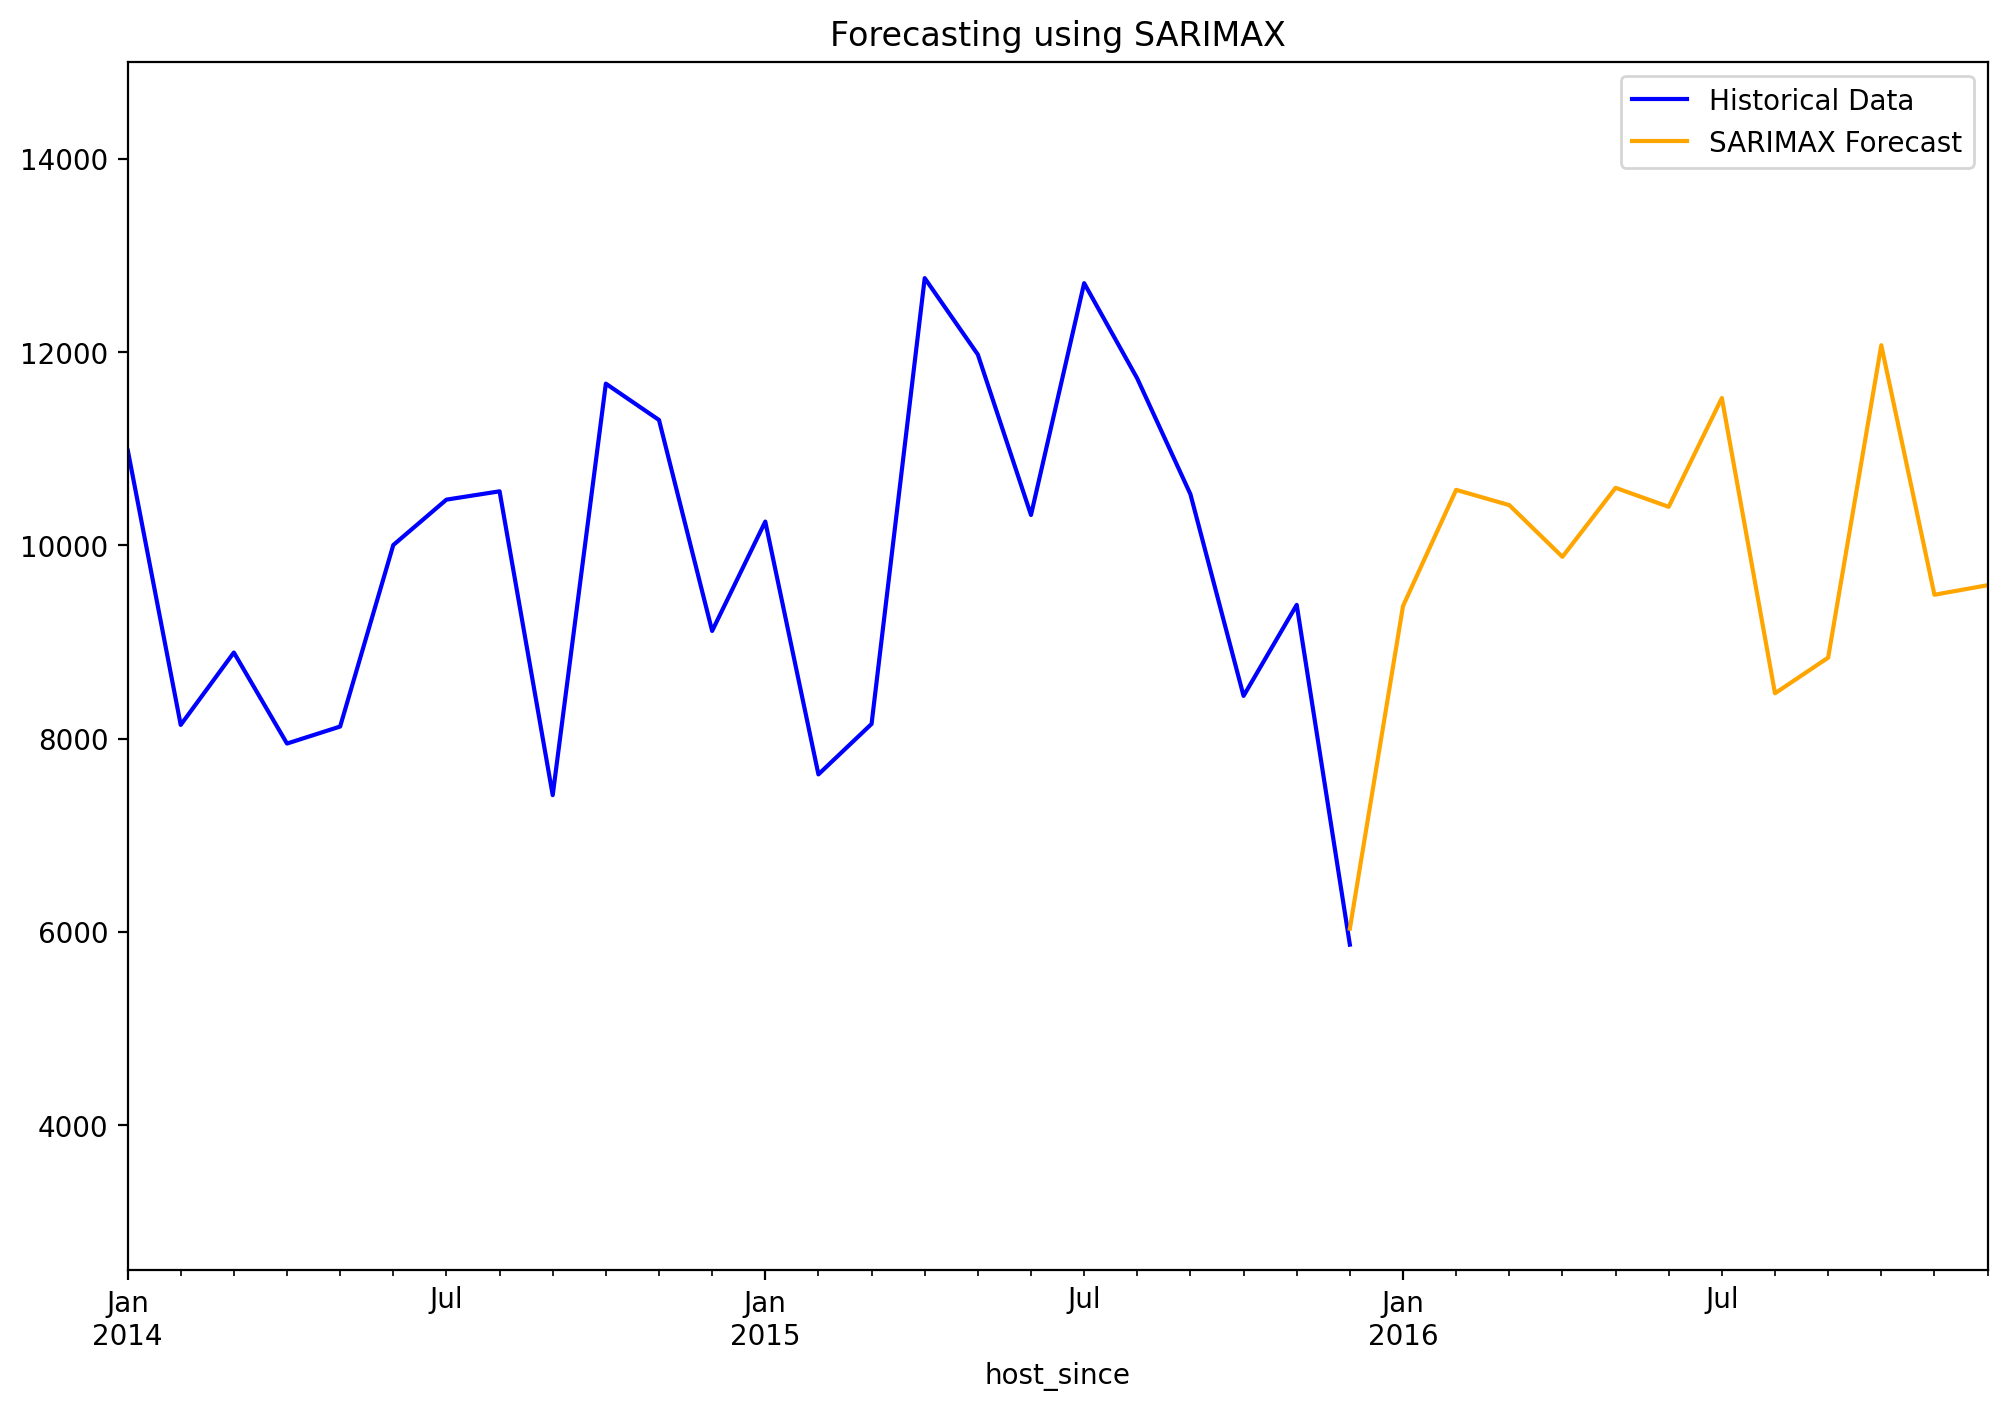 Forecasting using SARIMAX
Historical Data
SARIMAX Forecast
14000
12000
10000
8000
6000
4000
Jan Jul Jan Jul Jan Jul
2014 2015 2016
host_since